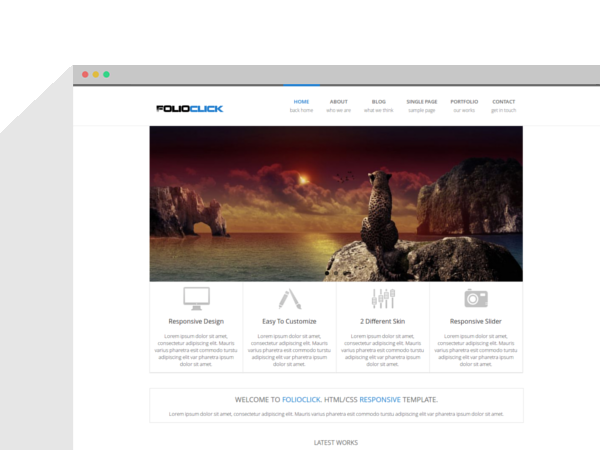 FOLIOCLICK
HOME ABOUT BLOG SINGLE PAGE PORTFOLIO CONTACT
back home who we are what we think sample page our works get in touch
Responsive Design
Lorem ipsum dolor sit amet,
consectetur adipiscing elit. Mauris
varius pharetra est commodo turstu
adipiscing elit var pharetra ipsum
dolor sit.
Easy To Customize
Lorem ipsum dolor sit amet,
consectetur adipiscing elit. Mauris
varius pharetra exit commodo turstu
adipiscing elit var pharetra ipsum
dolor sit amet.
2 Different Skin
Lorem ipsum dolor sit amet,
consectetur adipiscing elit. Mauris
varius pharetra exit commodo turstu
adipiscing elit var pharetra ipsum
dolor sit amet.
Responsive Slider
Lorem ipsum dolor sit amet,
consectetur adipiscing elit. Mauris
varius pharetra exit commodo turstu
adipiscing elit var pharetra ipsum
dolor sit amet.
WELCOME TO FOLIOCLICK. HTML/CSS RESPONSIVE TEMPLATE.
Lorem ipsum dolor sit amet, consectetur adipiscing elit. Mauris varius pharetra exit commodo turstu adipiscing elit var pharetra ipsum dolor sit amet.
LATEST WORKS